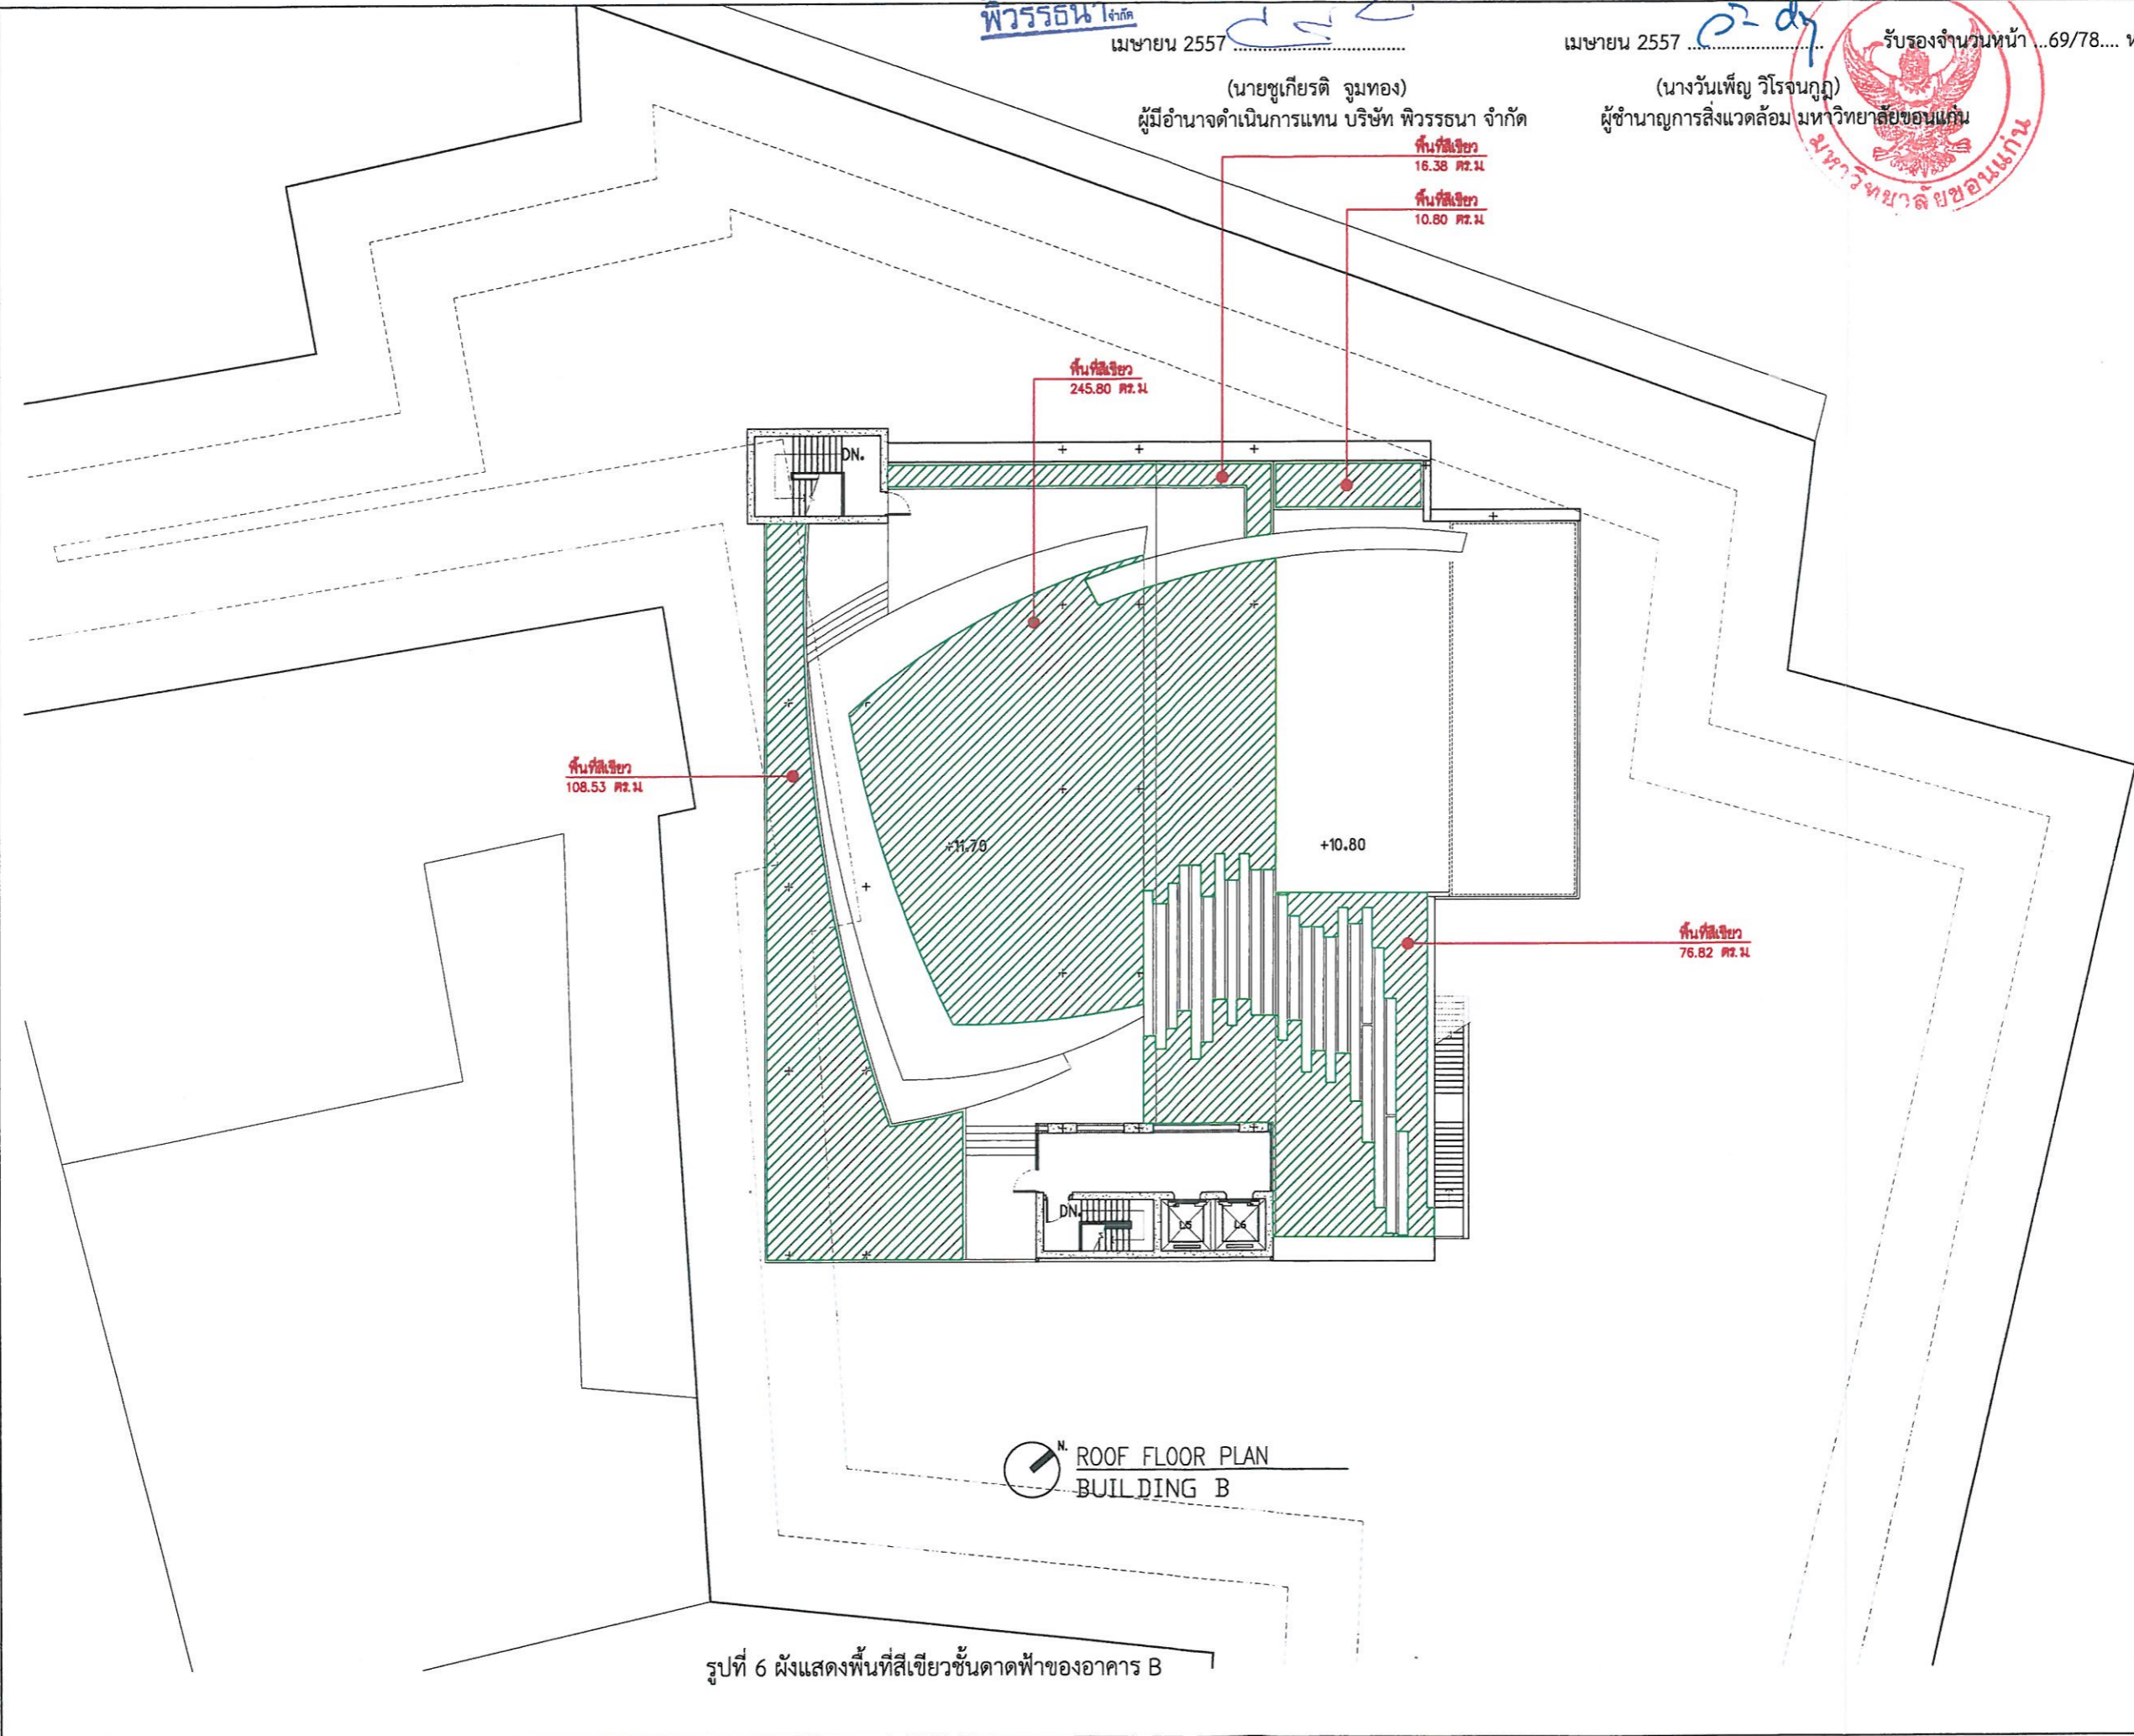 พิวรรธนา จำกัด
เมษายน 2557
เมษายน 2557
รับรองจำนวนหน้า ...69/78....
(นายชูเกียรติ จูมทอง)
(นางวันเพ็ญ วิโรจนกูฏ)
ผู้มีอำนาจดำเนินการแทน บริษัท พิวรรธนา จำกัด
ผู้ชำนาญการสิ่งแวดล้อม มหาวิทยาลัยขอนแก่น
มหาวิทยาลัยขอนแก่น
พื้นที่สีเขียว
16.38 ตร.ม
พื้นที่สีเขียว
10.80 ตร.ม
พื้นที่สีเขียว
245.80 ตร.ม
DN.
พื้นที่สีเขียว
108.53 ตร.ม
+11.70
+10.80
พื้นที่สีเขียว
76.82 ตร.ม
DN.
L5
L6
N.
ROOF FLOOR PLAN
BUILDING B
รูปที่ 6 ผังแสดงพื้นที่สีเขียวชั้นดาดฟ้าของอาคาร B